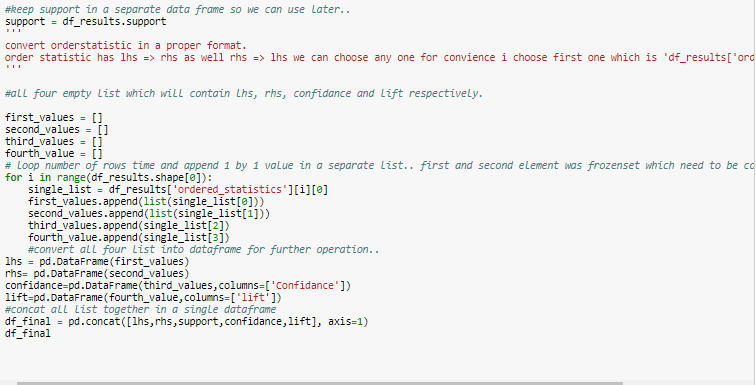 #keep support in a separate data frame so we can use later..
support = df_results.support
'''
convert orderstatistic in a proper format.
order statistic has lhs => rhs as well rhs => lhs we can choose any one for convience i choose first one which is 'df_results['ord
'''
#all four empty list which will contain lhs, rhs, confidance and lift respectively.
first_values = []
second_values = []
third_values = []
fourth_value = []
# loop number of rows time and append 1 by 1 value in a separate list.. first and second element was frozenset which need to be co
for i in range(df_results.shape[0]):
single_list = df_results['ordered_statistics'][i][0]
first_values.append(list(single_list[0]))
second_values.append(list(single_list[1]))
third_values.append(single_list[2])
fourth_value.append(single_list[3])
#convert all four list into dataframe for further operation..
lhs = pd.DataFrame(first_values)
rhs= pd.DataFrame(second_values)
confidance=pd.DataFrame(third_values,columns=['Confidance'])
lift=pd.DataFrame(fourth_value,columns=['lift'])
#concat all list together in a single dataframe
df_final = pd.concat([lhs,rhs,support,confidance,lift], axis=1)
df_final